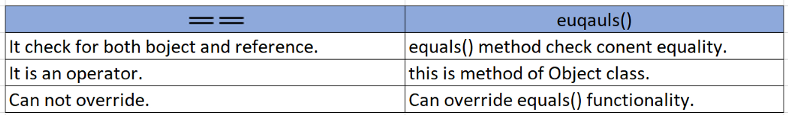 == euqauls()
It check for both boject and reference. equals() method check conent equality.
It is an operator. this is method of Object class.
Can not override. Can override equals() functionality.